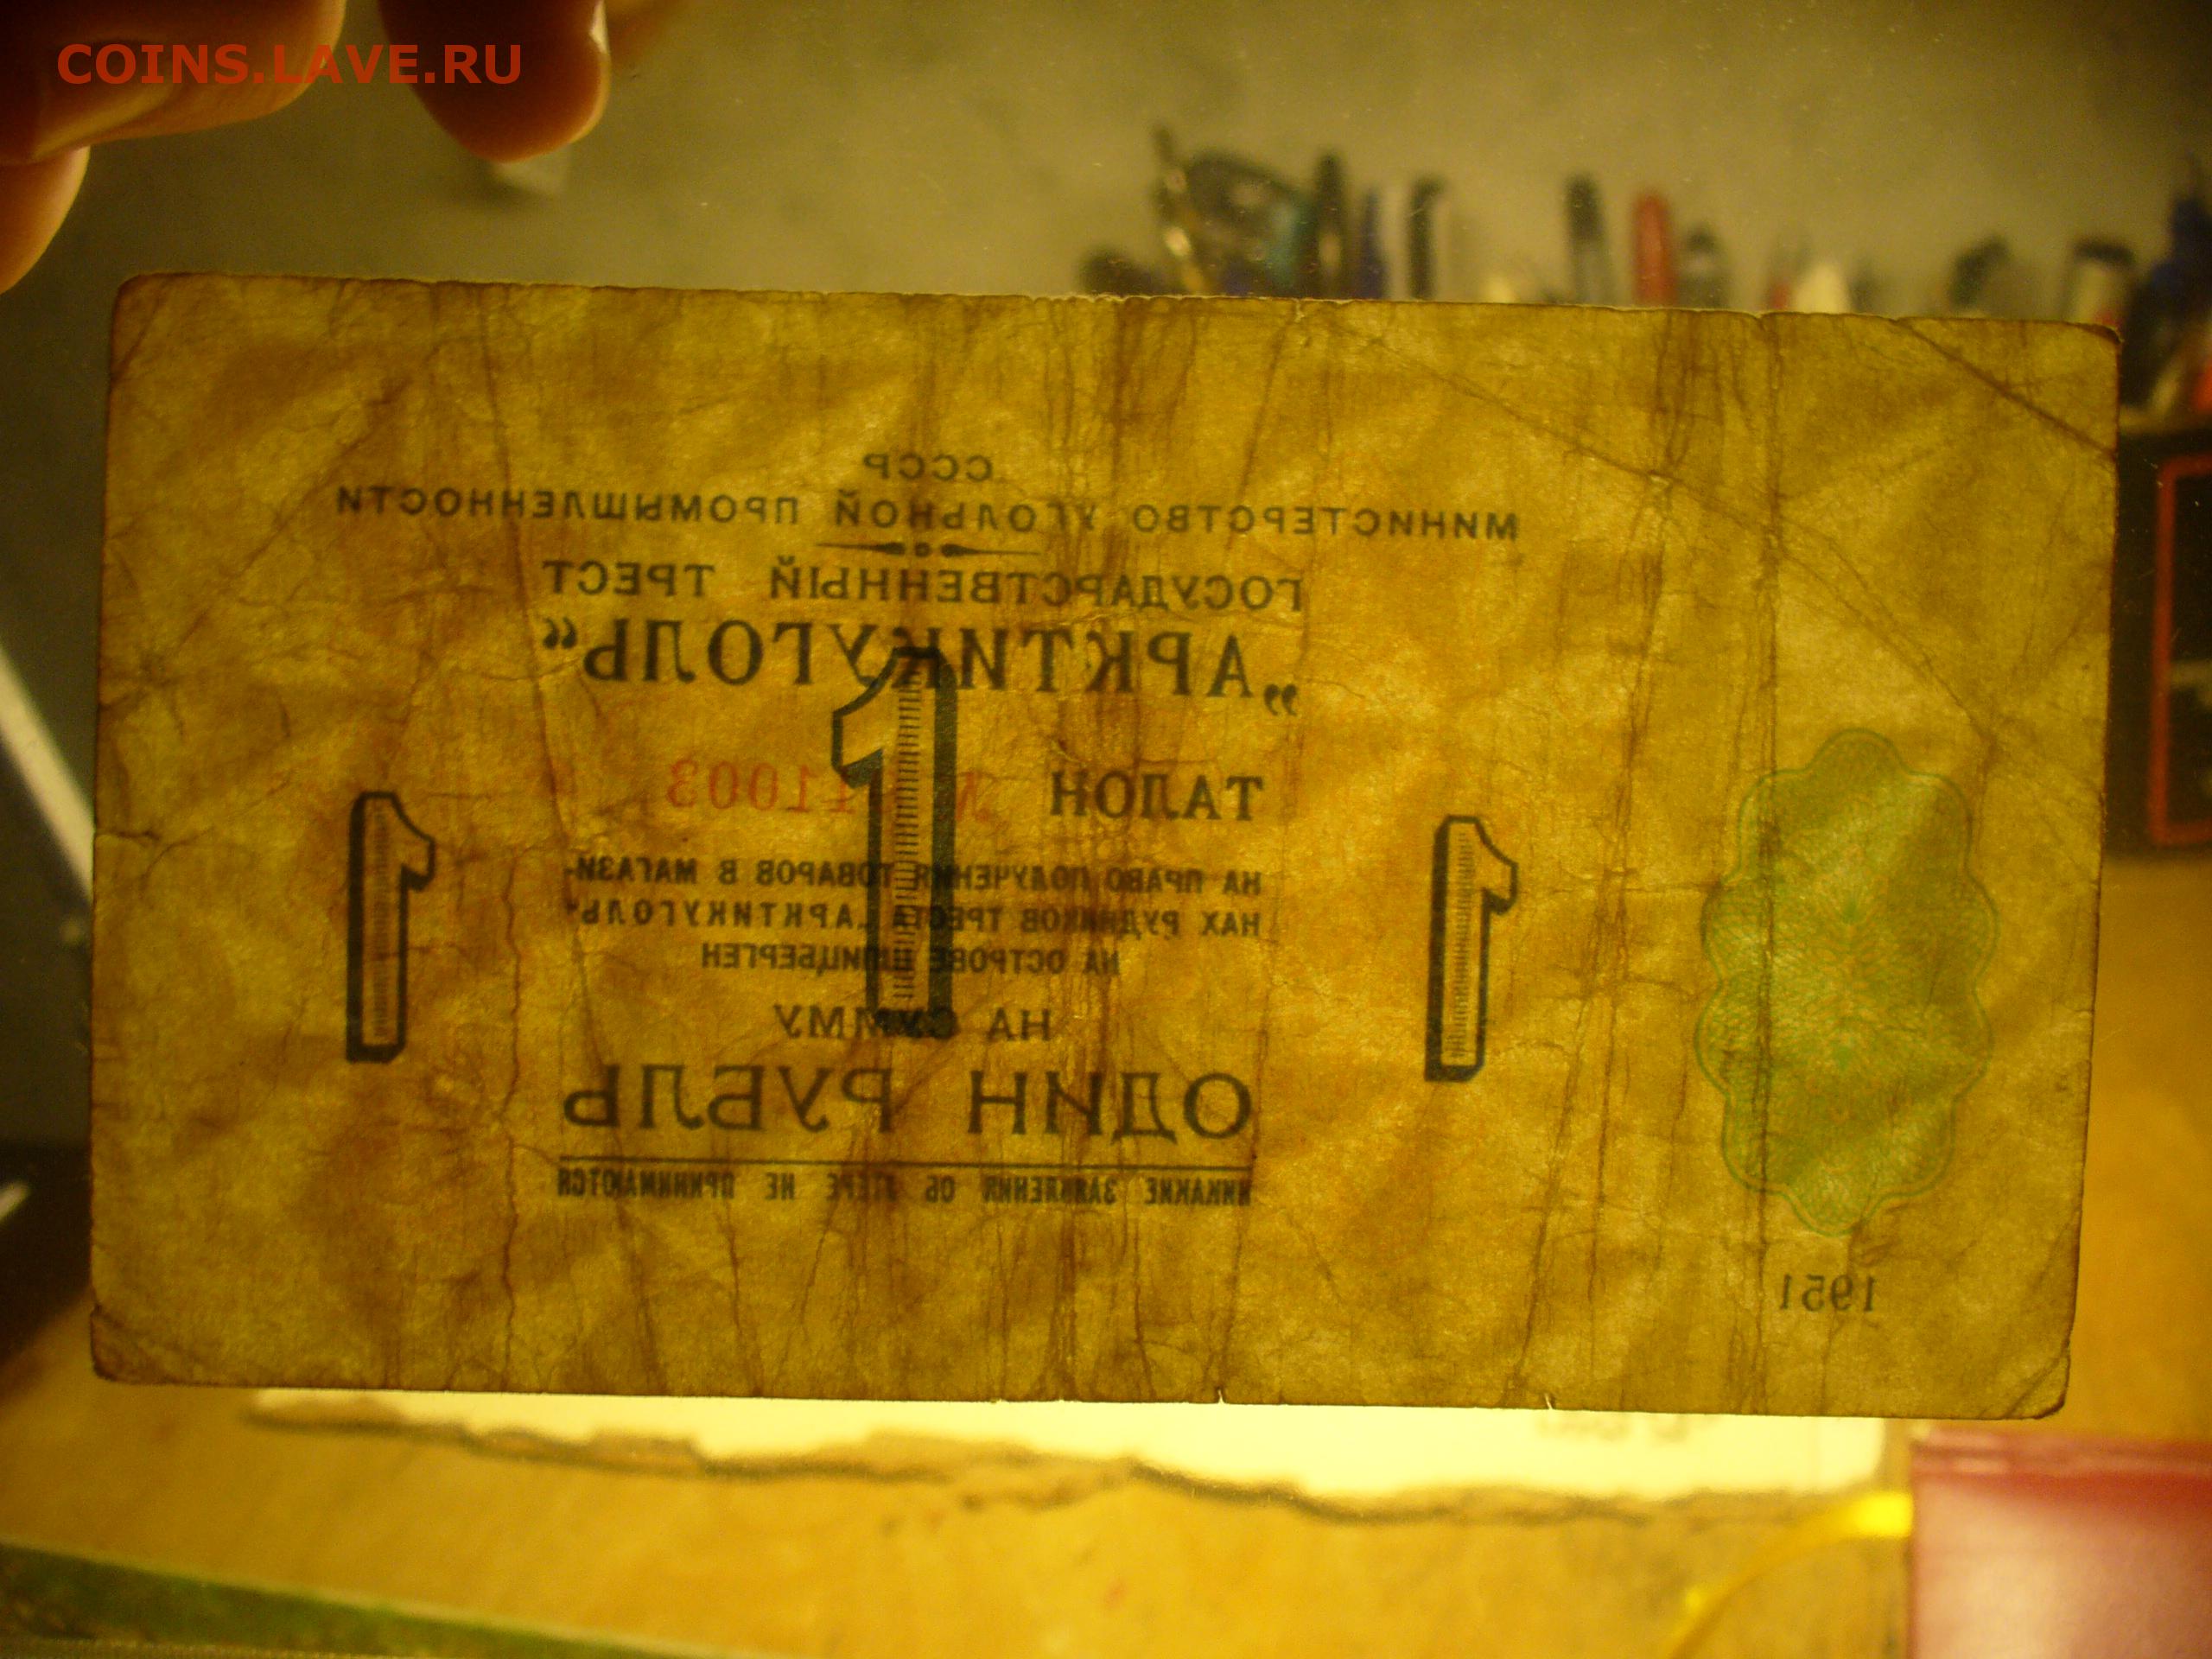 COINS.LAVE.RU
СССР
МИНИСТЕРСТВО УГОЛЬНОЙ ПРОМЫШЛЕННОСТИ
ГОСУДАРСТВЕННЫЙ ТРЕСТ
„АРКТИКУГОЛЬ“
1
ТАЛОН
НА ПРАВО ПОЛУЧЕНИЯ ТОВАРОВ В МАГАЗИ-
НАХ РУДНИКОВ ТРЕСТА „АРКТИКУГОЛЬ“
НА ОСТРОВЕ ШПИЦБЕРГЕН
1 1
НА СУММУ
ОДИН РУБЛЬ
НИКАКИЕ ЗАЯВЛЕНИЯ ОБ УТЕРЕ НЕ ПРИНИМАЮТСЯ
1951